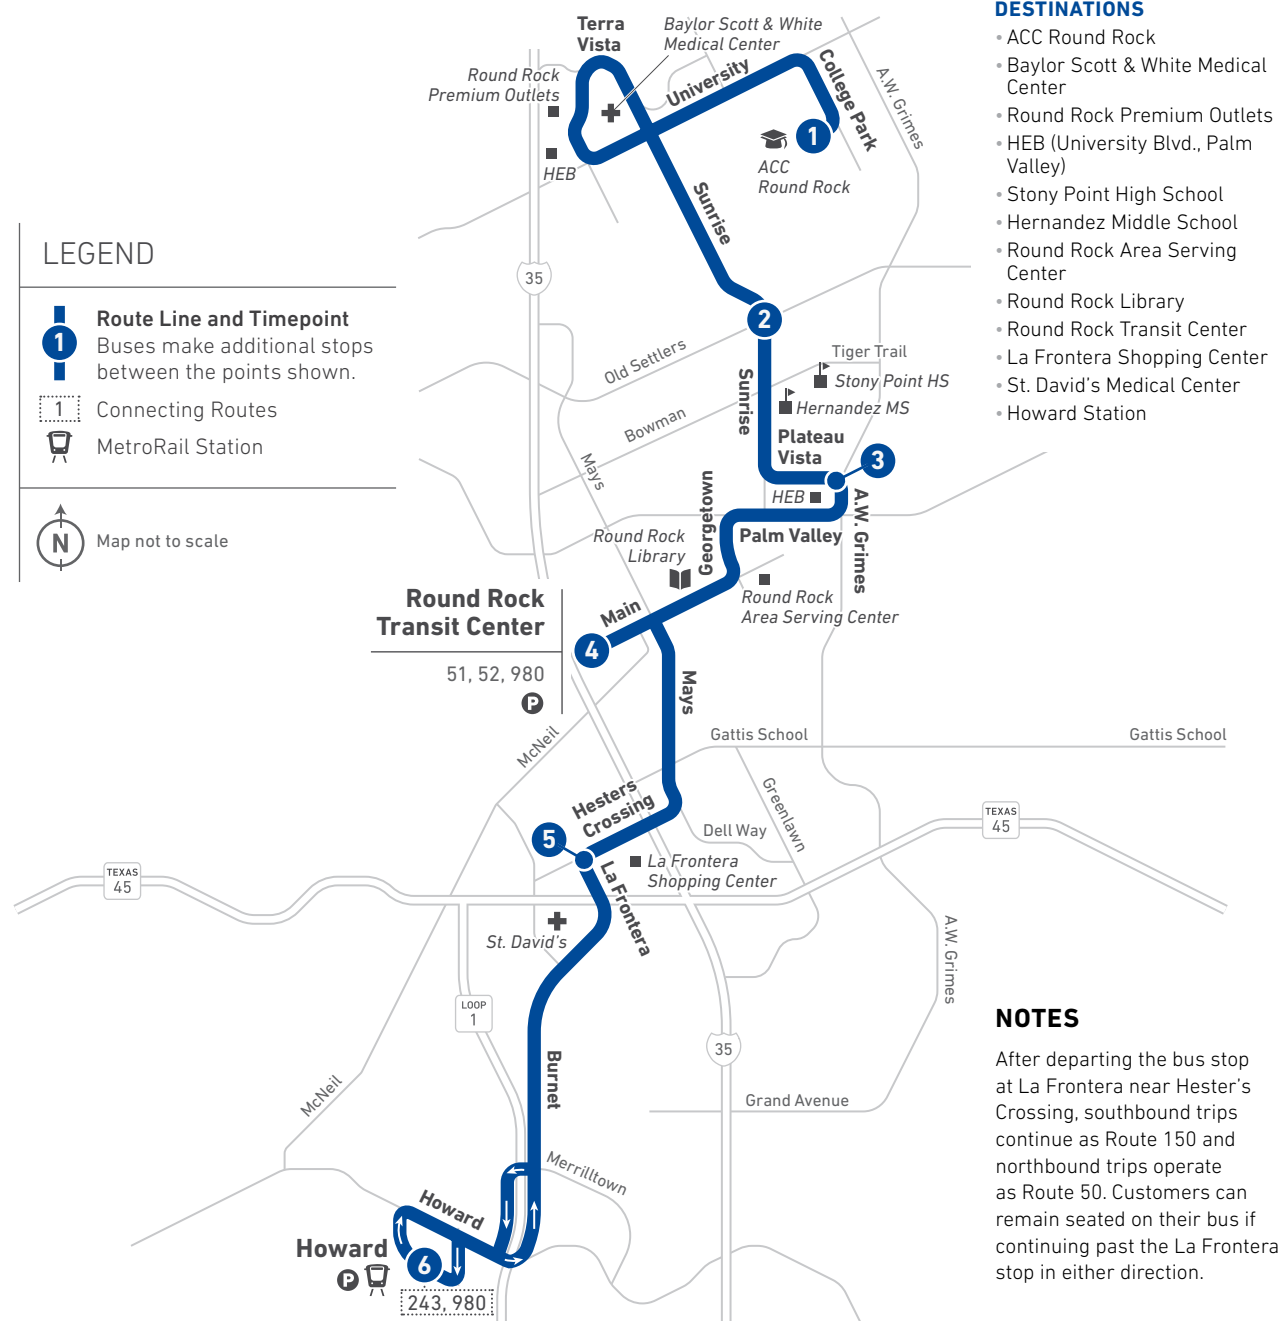 DESTINATIONS
• ACC Round Rock
• Baylor Scott & White Medical
Center
• Round Rock Premium Outlets
• HEB (University Blvd., Palm
Valley)
• Stony Point High School
• Hernandez Middle School
• Round Rock Area Serving
Center
• Round Rock Library
• Round Rock Transit Center
• La Frontera Shopping Center
• St. David's Medical Center
• Howard Station
Terra
Vista
Baylor Scott & White
Medical Center
Round Rock
Premium Outlets
University
College Park
A.W. Grimes
1
HEB
ACC
Round Rock
Sunrise
LEGEND
1
Route Line and Timepoint
Buses make additional stops
between the points shown.
1
Connecting Routes
MetroRail Station
N
Map not to scale
35
2
Old Settlers
Tiger Trail
Stony Point HS
Sunrise
Hernandez MS
Bowman
Plateau
Vista
3
Mays
Georgetown
HEB
A.W. Grimes
Round Rock
Library
Palm Valley
Round Rock
Transit Center
51, 52, 980
P
Main
4
Round Rock
Area Serving Center
Mays
McNeil
Gattis School
Gattis School
Hesters
Crossing
Greenlawn
Dell Way
5
TEXAS
45
TEXAS
45
La Frontera
Shopping Center
La Frontera
St. David's
A.W. Grimes
LOOP
1
35
Burnet
McNeil
Grand Avenue
Merrilltown
Howard
Howard
P
6
243, 980
NOTES
After departing the bus stop
at La Frontera near Hester's
Crossing, southbound trips
continue as Route 150 and
northbound trips operate
as Route 50. Customers can
remain seated on their bus if
continuing past the La Frontera
stop in either direction.